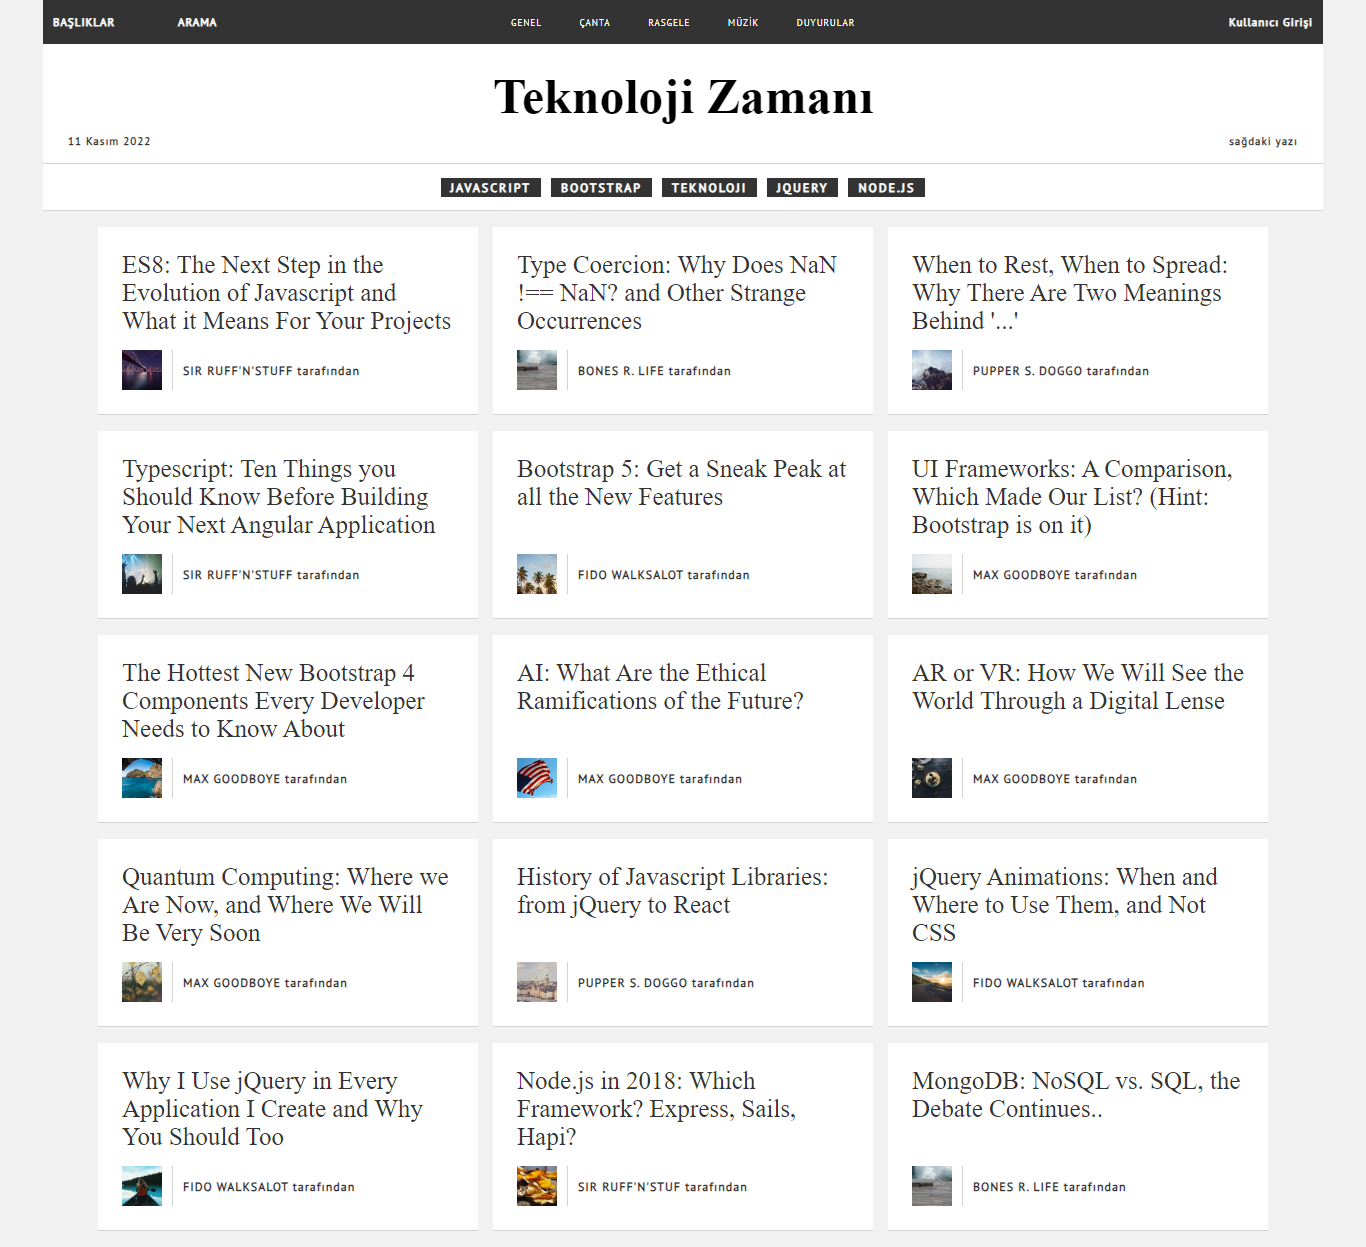 BAŞLIKLAR ARAMA GENEL ÇANTA RASGELE MÜZİK DUYURULAR Kullanıcı Girişi
Teknoloji Zamanı
11 Kasım 2022 sağdaki yazı
JAVASCRIPT BOOTSTRAP TEKNOLOJI JQUERY NODE.JS
ES8: The Next Step in the
Evolution of Javascript and
What it Means For Your Projects
SIR RUFF'N'STUFF tarafından
Type Coercion: Why Does NaN
!== NaN? and Other Strange
Occurrences
BONES R. LIFE tarafından
When to Rest, When to Spread:
Why There Are Two Meanings
Behind '...'
PUPPER S. DOGGO tarafından
Typescript: Ten Things you
Should Know Before Building
Your Next Angular Application
SIR RUFF'N'STUFF tarafından
Bootstrap 5: Get a Sneak Peak at
all the New Features
FIDO WALKSALOT tarafından
UI Frameworks: A Comparison,
Which Made Our List? (Hint:
Bootstrap is on it)
MAX GOODBOYE tarafından
The Hottest New Bootstrap 4
Components Every Developer
Needs to Know About
MAX GOODBOYE tarafından
AI: What Are the Ethical
Ramifications of the Future?
MAX GOODBOYE tarafından
AR or VR: How We Will See the
World Through a Digital Lense
MAX GOODBOYE tarafından
Quantum Computing: Where we
Are Now, and Where We Will
Be Very Soon
MAX GOODBOYE tarafından
History of Javascript Libraries:
from jQuery to React
PUPPER S. DOGGO tarafından
jQuery Animations: When and
Where to Use Them, and Not
CSS
FIDO WALKSALOT tarafından
Why I Use jQuery in Every
Application I Create and Why
You Should Too
FIDO WALKSALOT tarafından
Node.js in 2018: Which
Framework? Express, Sails,
Hapi?
SIR RUFF'N'STUF tarafından
MongoDB: NoSQL vs. SQL, the
Debate Continues..
BONES R. LIFE tarafından